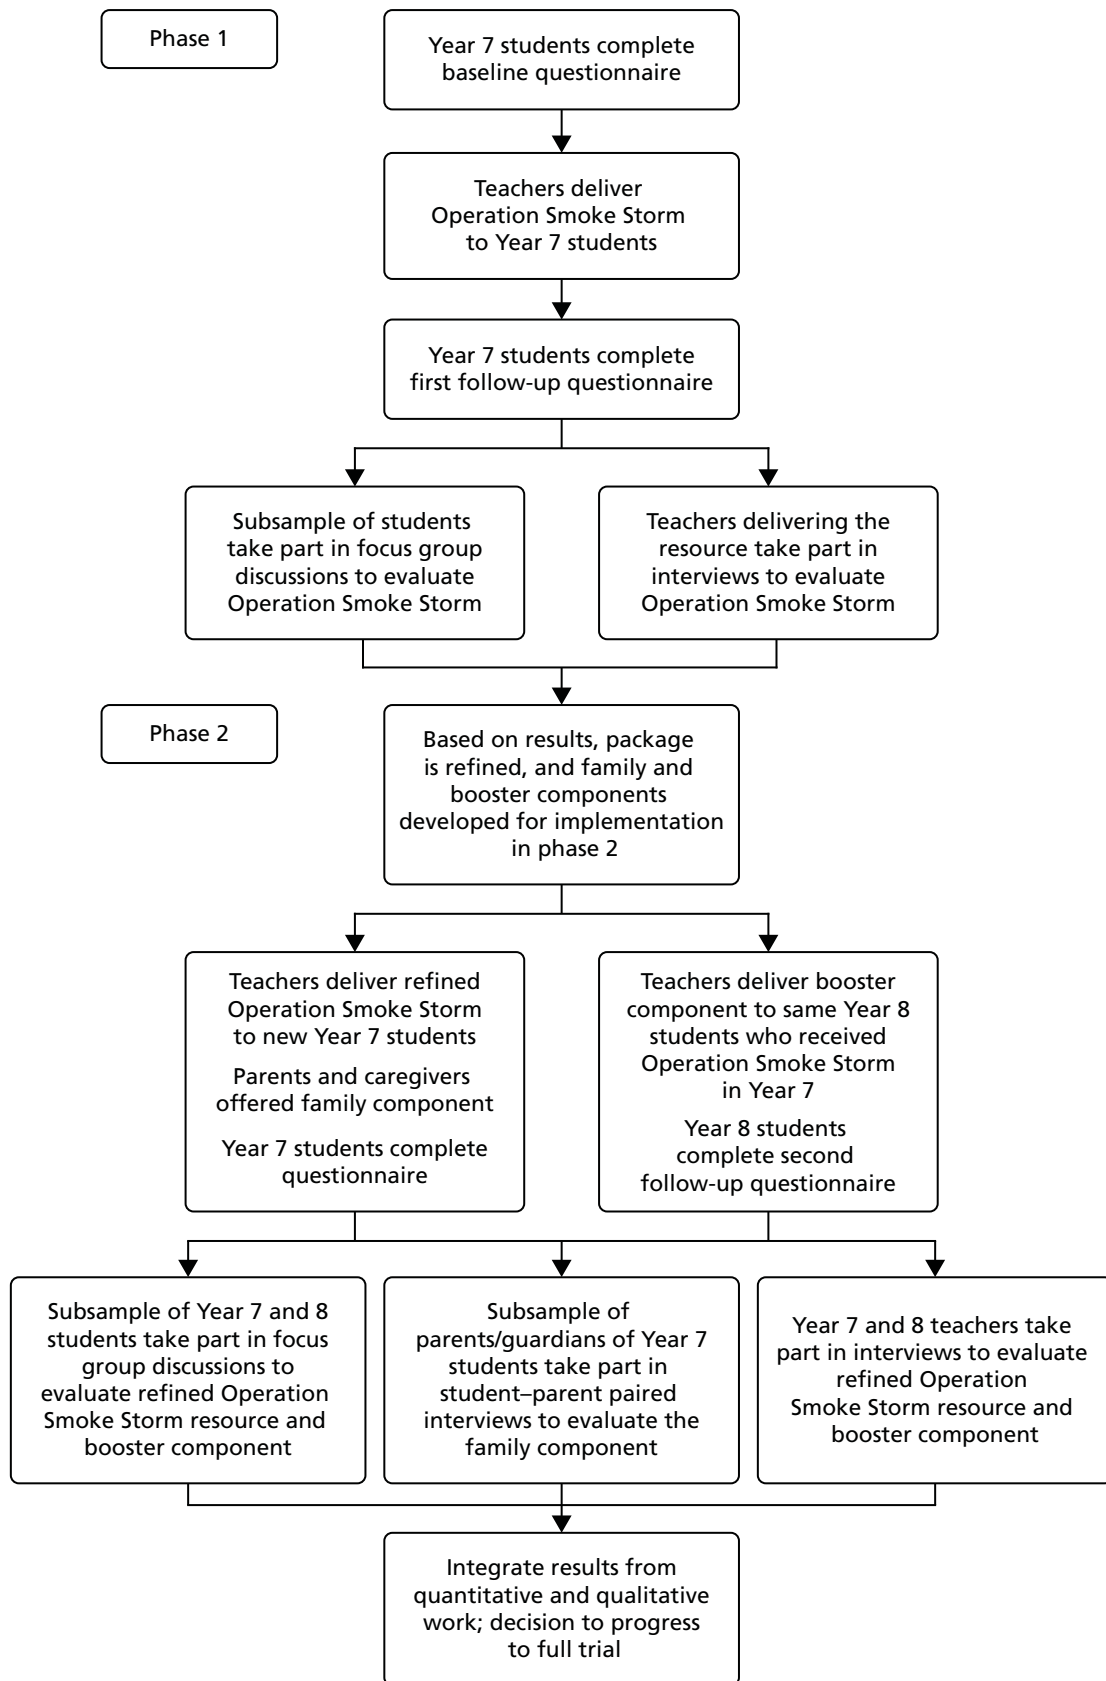 Phase 1
Year 7 students complete
baseline questionnaire
Teachers deliver
Operation Smoke Storm
to Year 7 students
Year 7 students complete
first follow-up questionnaire
Subsample of students
take part in focus group
discussions to evaluate
Operation Smoke Storm
Teachers delivering the
resource take part in
interviews to evaluate
Operation Smoke Storm
Phase 2
Based on results, package
is refined, and family and
booster components
developed for implementation
in phase 2
Teachers deliver refined
Operation Smoke Storm
to new Year 7 students
Parents and caregivers
offered family component
Year 7 students complete
questionnaire
Teachers deliver booster
component to same Year 8
students who received
Operation Smoke Storm
in Year 7
Year 8 students
complete second
follow-up questionnaire
Subsample of Year 7 and 8
students take part in focus
group discussions to
evaluate refined Operation
Smoke Storm resource and
booster component
Subsample of
parents/guardians of Year 7
students take part in
student–parent paired
interviews to evaluate the
family component
Year 7 and 8 teachers take
part in interviews to evaluate
refined Operation
Smoke Storm resource and
booster component
Integrate results from
quantitative and qualitative
work; decision to progress
to full trial